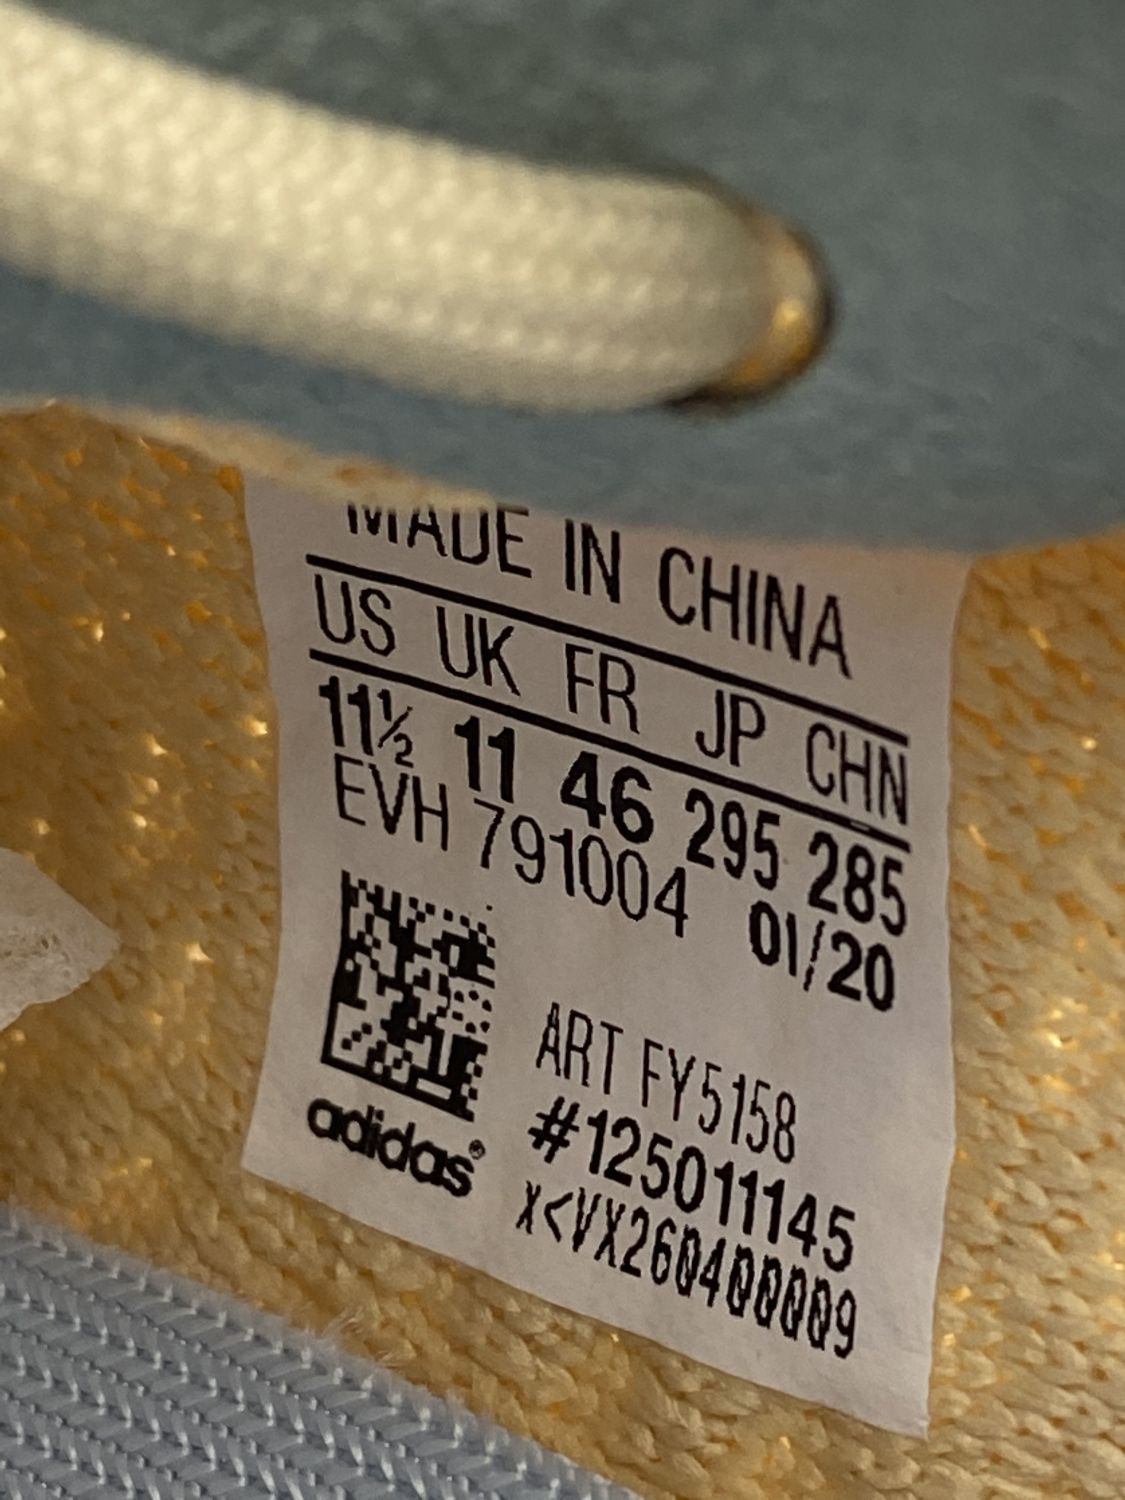 MADE IN CHINA
US UK FR JP CHN
11½ 11 46 295 285
EVH 791004 01/20
ART FY5158
#125011145
X<VX260400009
adidas®